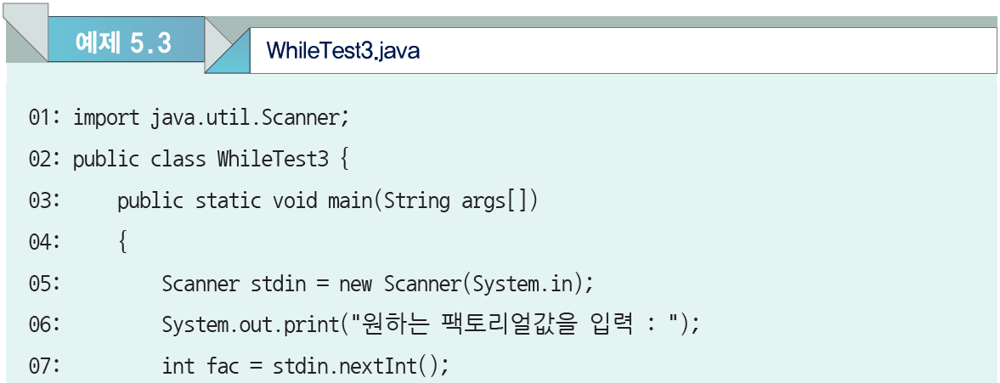 예제 5.3
WhileTest3.java
01: import java.util.Scanner;
02: public class WhileTest3 {
03:     public static void main(String args[])
04:     {
05:         Scanner stdin = new Scanner(System.in);
06:         System.out.print("원하는 팩토리얼값을 입력 : ");
07:         int fac = stdin.nextInt();